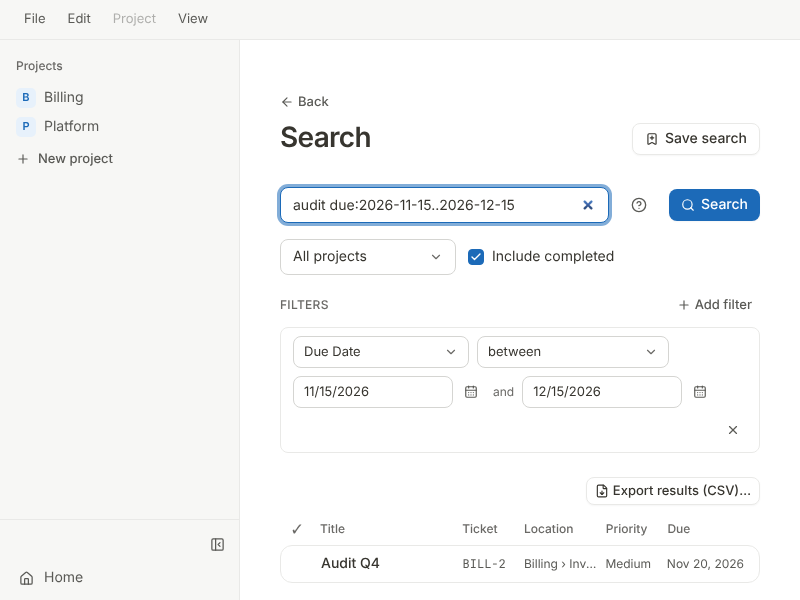 File Edit Project View
Projects
B Billing
P Platform
New project
Home
Back
Search
Save search
audit due:2026-11-15..2026-12-15
Search
All projects
Include completed
FILTERS
Add filter
Due Date between
11/15/2026 and 12/15/2026
Export results (CSV)...
✓ Title Ticket Location Priority Due
Audit Q4 BILL-2 Billing › Inv... Medium Nov 20, 2026